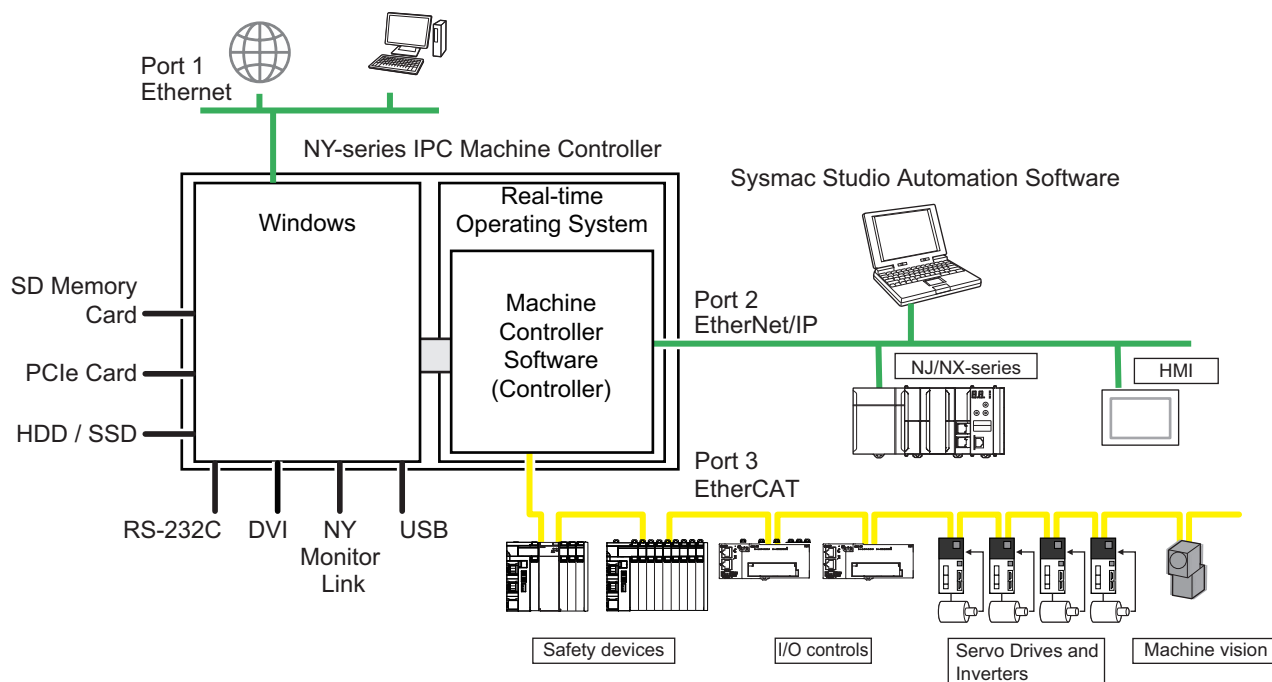 Port 1
Ethernet
NY-series IPC Machine Controller
Sysmac Studio Automation Software
Windows
Real-time
Operating System
SD Memory
Card
PCIe Card
HDD / SSD
Machine
Controller
Software
(Controller)
Port 2
EtherNet/IP
NJ/NX-series
HMI
Port 3
EtherCAT
RS-232C
DVI
NY
Monitor
Link
USB
Safety devices
I/O controls
Servo Drives and
Inverters
Machine vision